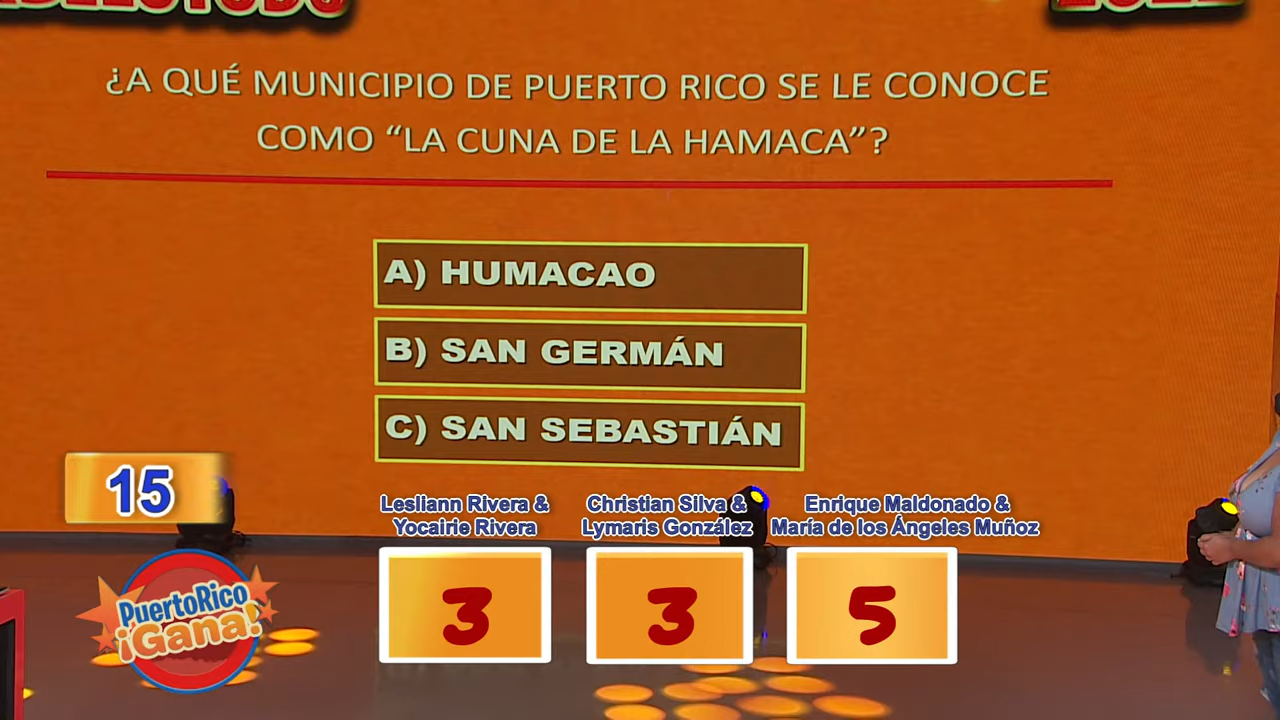 ¿A QUÉ MUNICIPIO DE PUERTO RICO SE LE CONOCE
COMO “LA CUNA DE LA HAMACA”?
A) HUMACAO
B) SAN GERMÁN
C) SAN SEBASTIÁN
15
Lesliann Rivera &
Yocairie Rivera
Christian Silva &
Lymaris González
Enrique Maldonado &
María de los Ángeles Muñoz
3
3
5
PuertoRico
¡Gana!